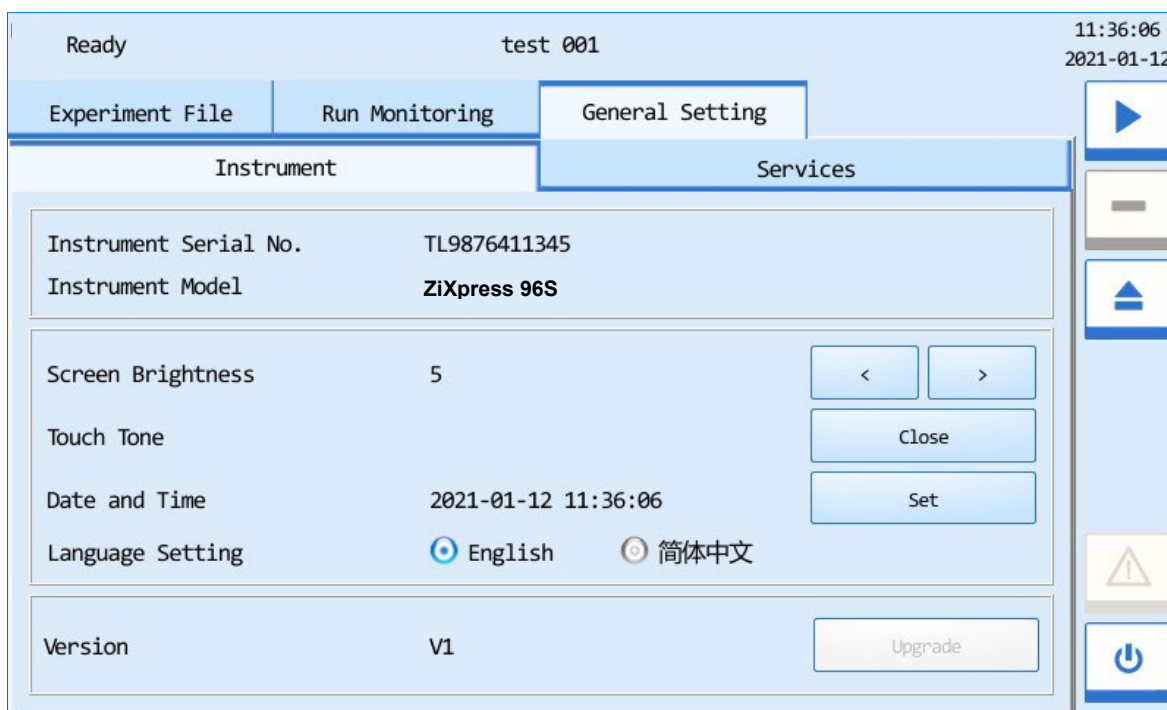 Ready test 001 11:36:06
2021-01-12
Experiment File Run Monitoring General Setting
Instrument Services
Instrument Serial No. TL9876411345
Instrument Model ZiXpress 96S
Screen Brightness 5 < >
Touch Tone Close
Date and Time 2021-01-12 11:36:06 Set
Language Setting English 简体中文
Version V1 Upgrade